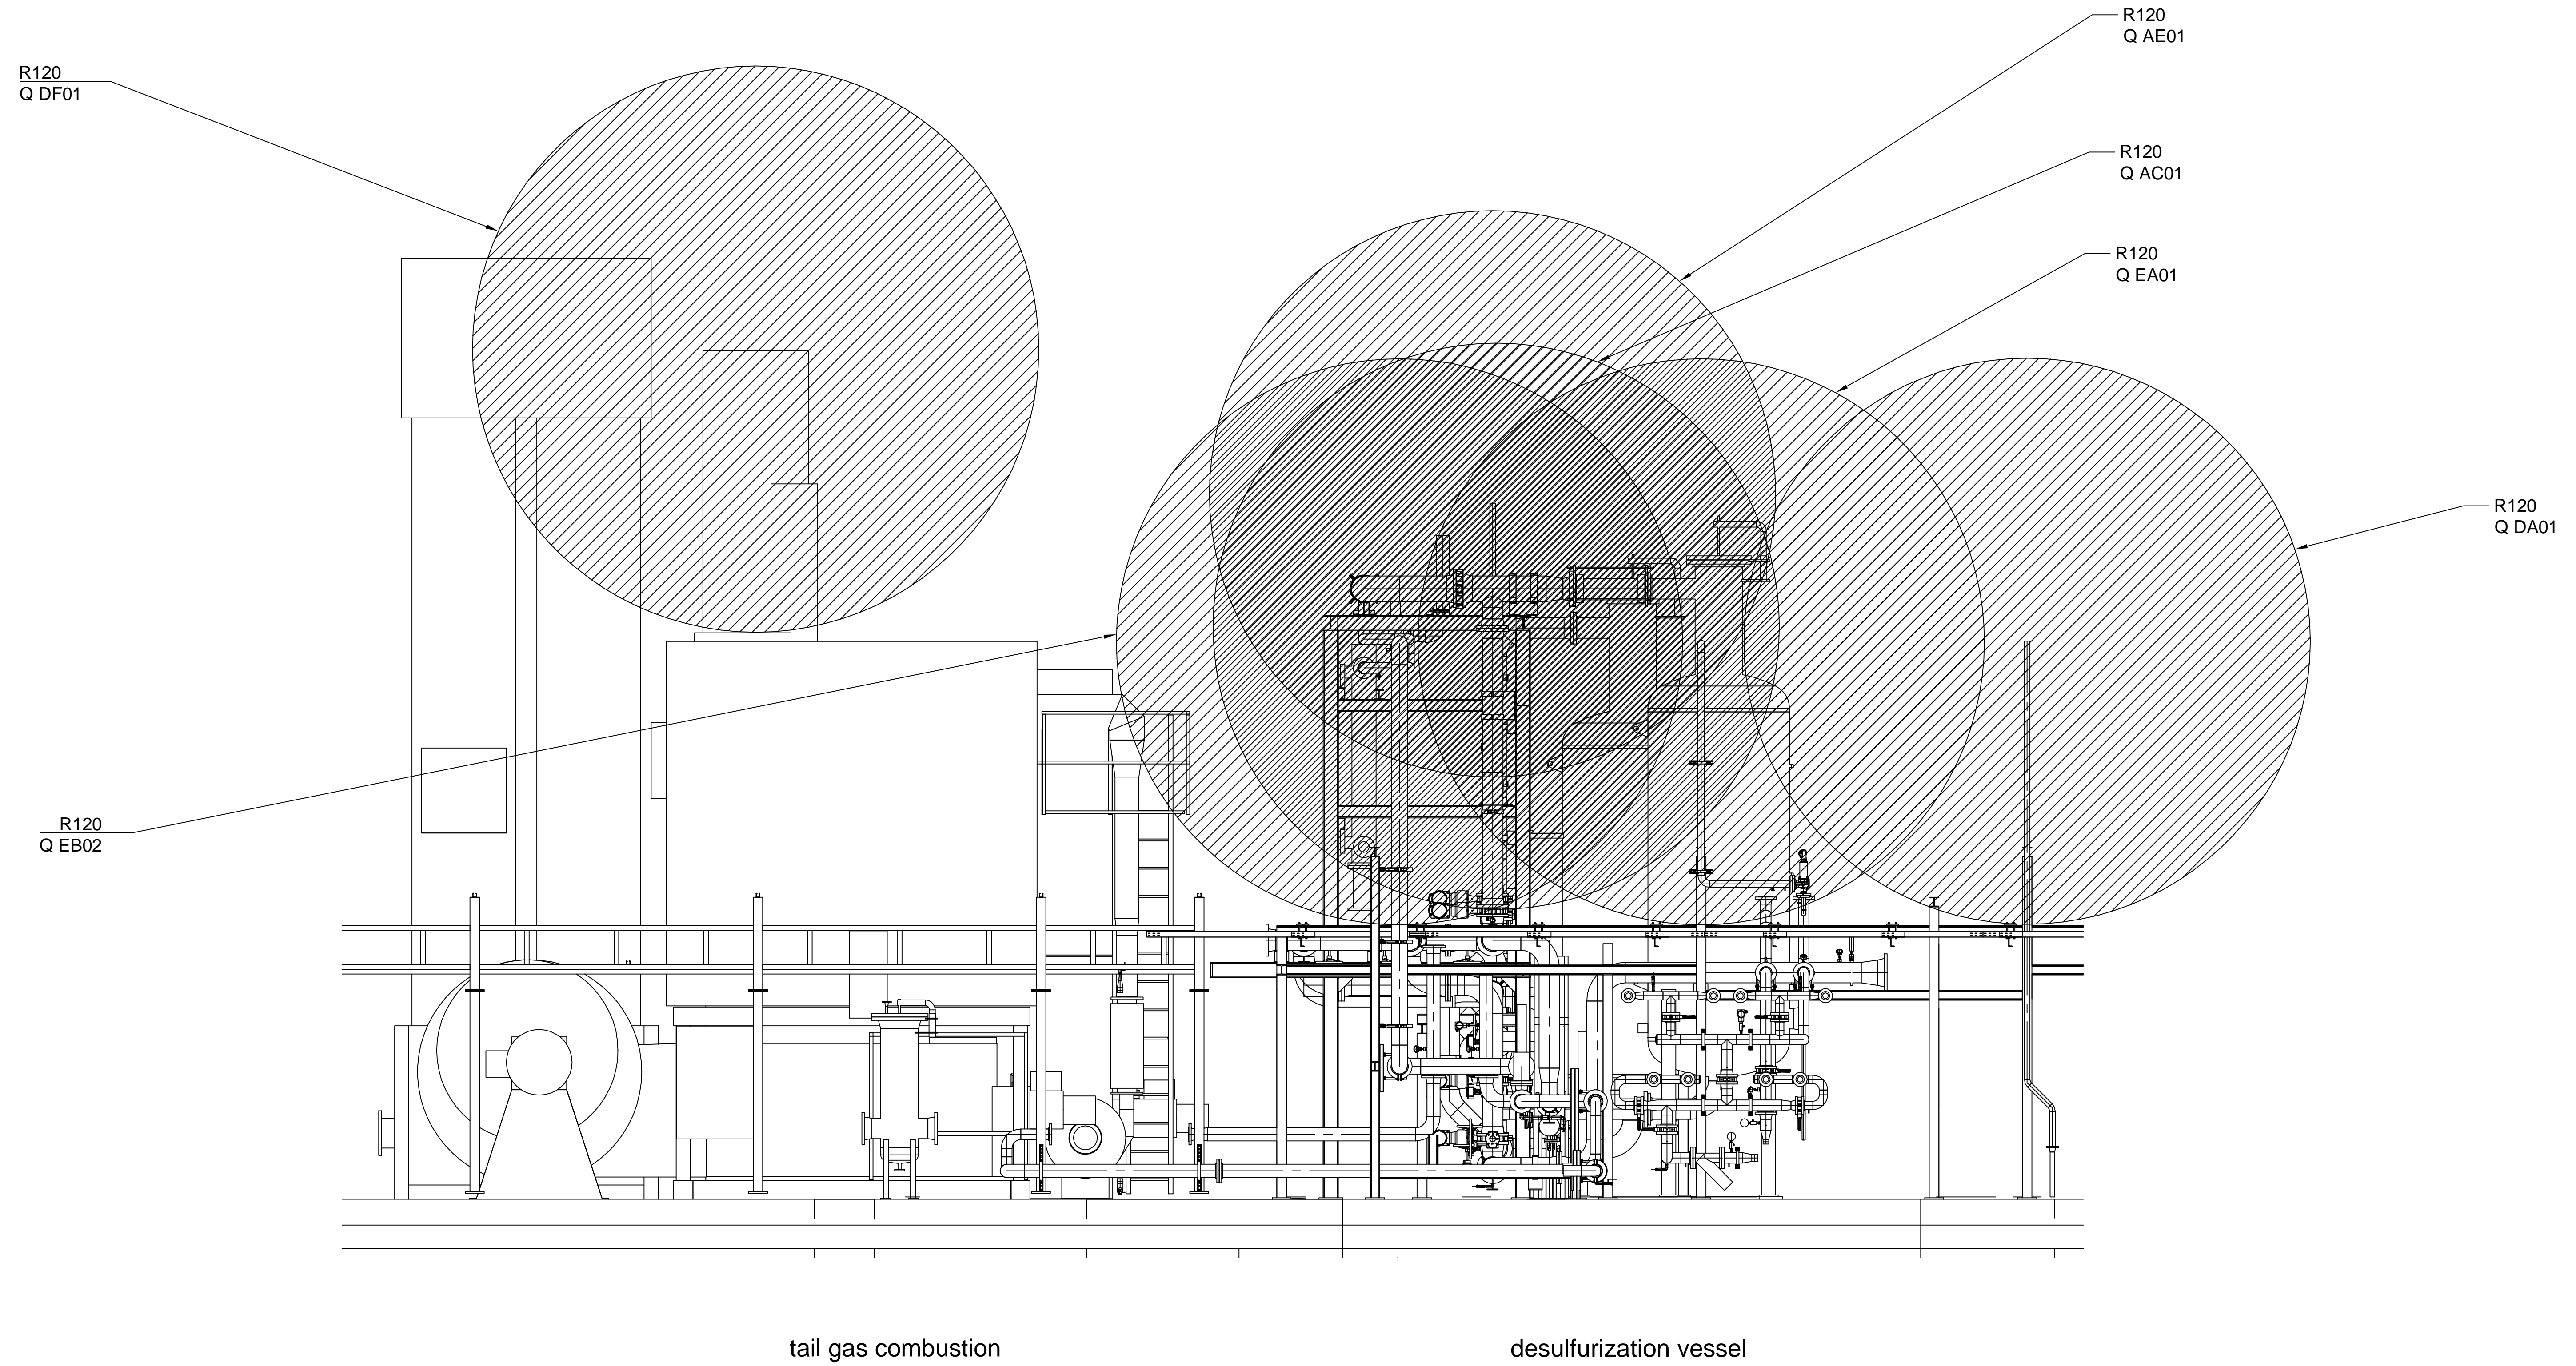 R120
Q AE01
R120
Q DF01
R120
Q AC01
R120
Q EA01
R120
Q DA01
R120
Q EB02
tail gas combustion
desulfurization vessel